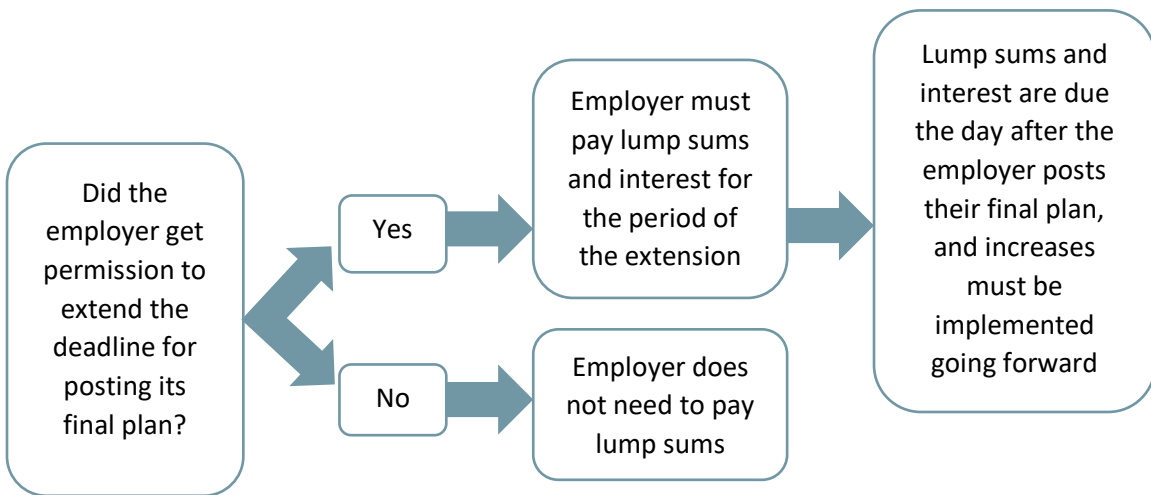 Did the
employer get
permission to
extend the
deadline for
posting its
final plan?
Yes
Employer must
pay lump sums
and interest for
the period of
the extension
Lump sums and
interest are due
the day after the
employer posts
their final plan,
and increases
must be
implemented
going forward
No
Employer does
not need to pay
lump sums